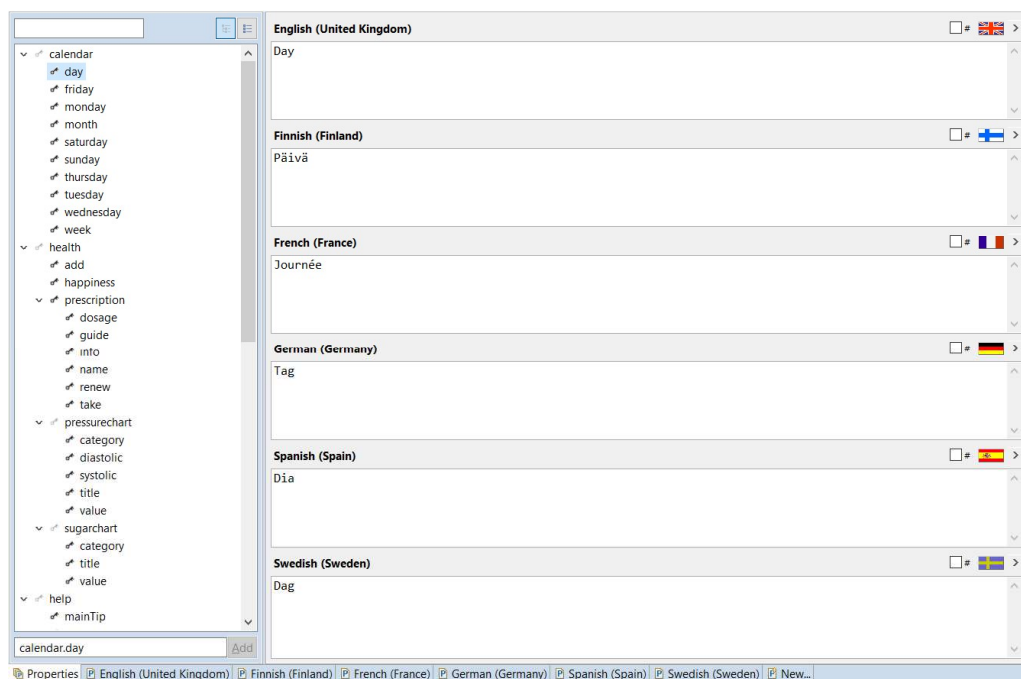 calendar
day
friday
monday
month
saturday
sunday
thursday
tuesday
wednesday
week
health
add
happiness
prescription
dosage
guide
into
name
renew
take
pressurechart
category
diastolic
systolic
title
value
sugarchart
category
title
value
help
mainTip
calendar.day
Add
English (United Kingdom)
#
Day
Finnish (Finland)
#
Päivä
French (France)
#
Journée
German (Germany)
#
Tag
Spanish (Spain)
#
Dia
Swedish (Sweden)
#
Dag
Properties English (United Kingdom) Finnish (Finland) French (France) German (Germany) Spanish (Spain) Swedish (Sweden) New...